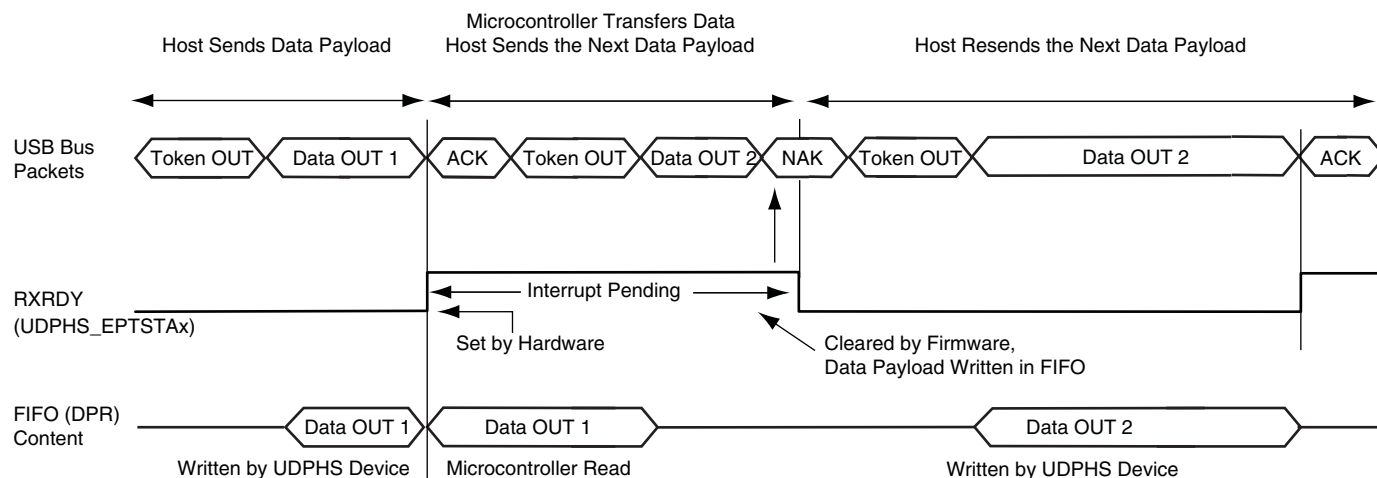 Microcontroller Transfers Data
Host Sends Data Payload
Host Sends the Next Data Payload
Host Resends the Next Data Payload
USB Bus
Packets
Token OUT
Data OUT 1
ACK
Token OUT
Data OUT 2
NAK
Token OUT
Data OUT 2
ACK
RXRDY
(UDPHS_EPTSTAx)
Interrupt Pending
Set by Hardware
Cleared by Firmware,
Data Payload Written in FIFO
FIFO (DPR)
Content
Data OUT 1
Data OUT 1
Data OUT 2
Written by UDPHS Device
Microcontroller Read
Written by UDPHS Device